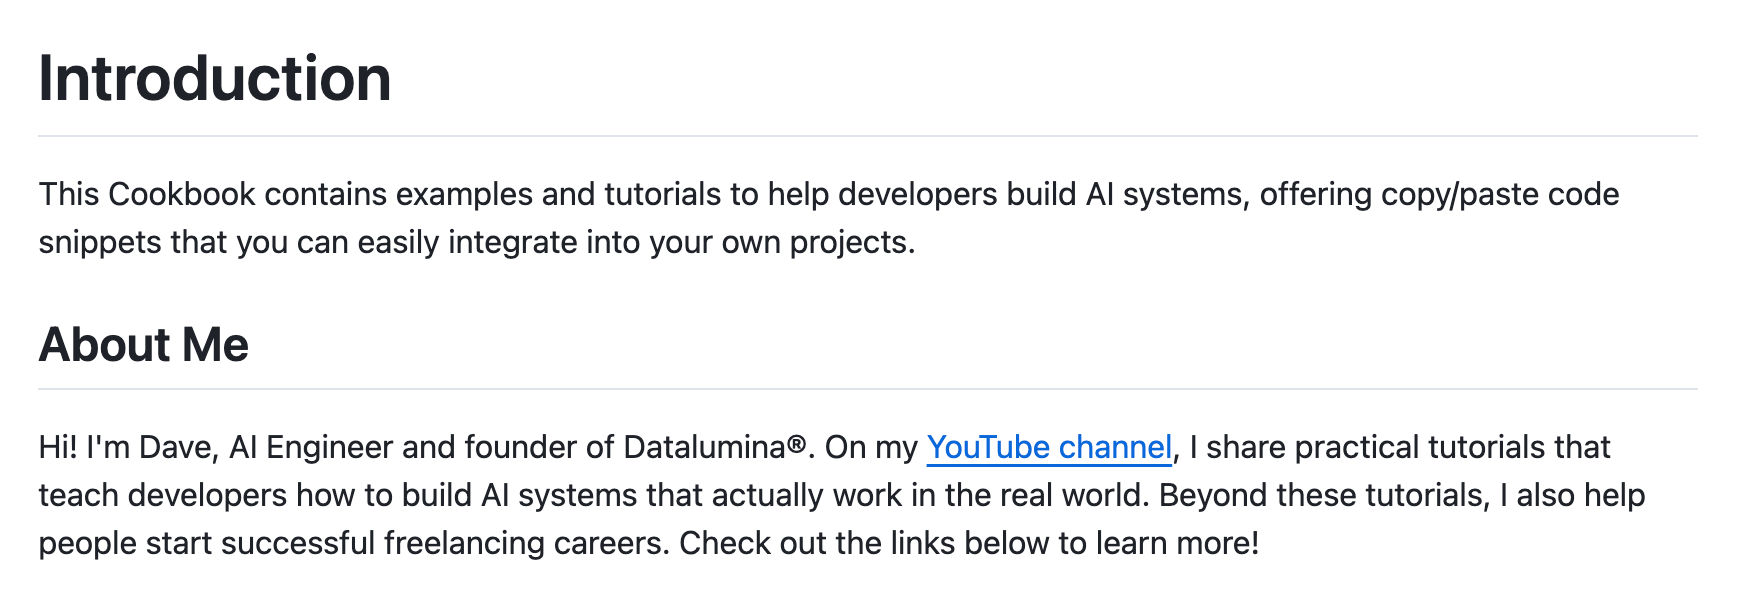 Introduction
This Cookbook contains examples and tutorials to help developers build AI systems, offering copy/paste code
snippets that you can easily integrate into your own projects.
About Me
Hi! I'm Dave, AI Engineer and founder of Datalumina®. On my YouTube channel, I share practical tutorials that
teach developers how to build AI systems that actually work in the real world. Beyond these tutorials, I also help
people start successful freelancing careers. Check out the links below to learn more!